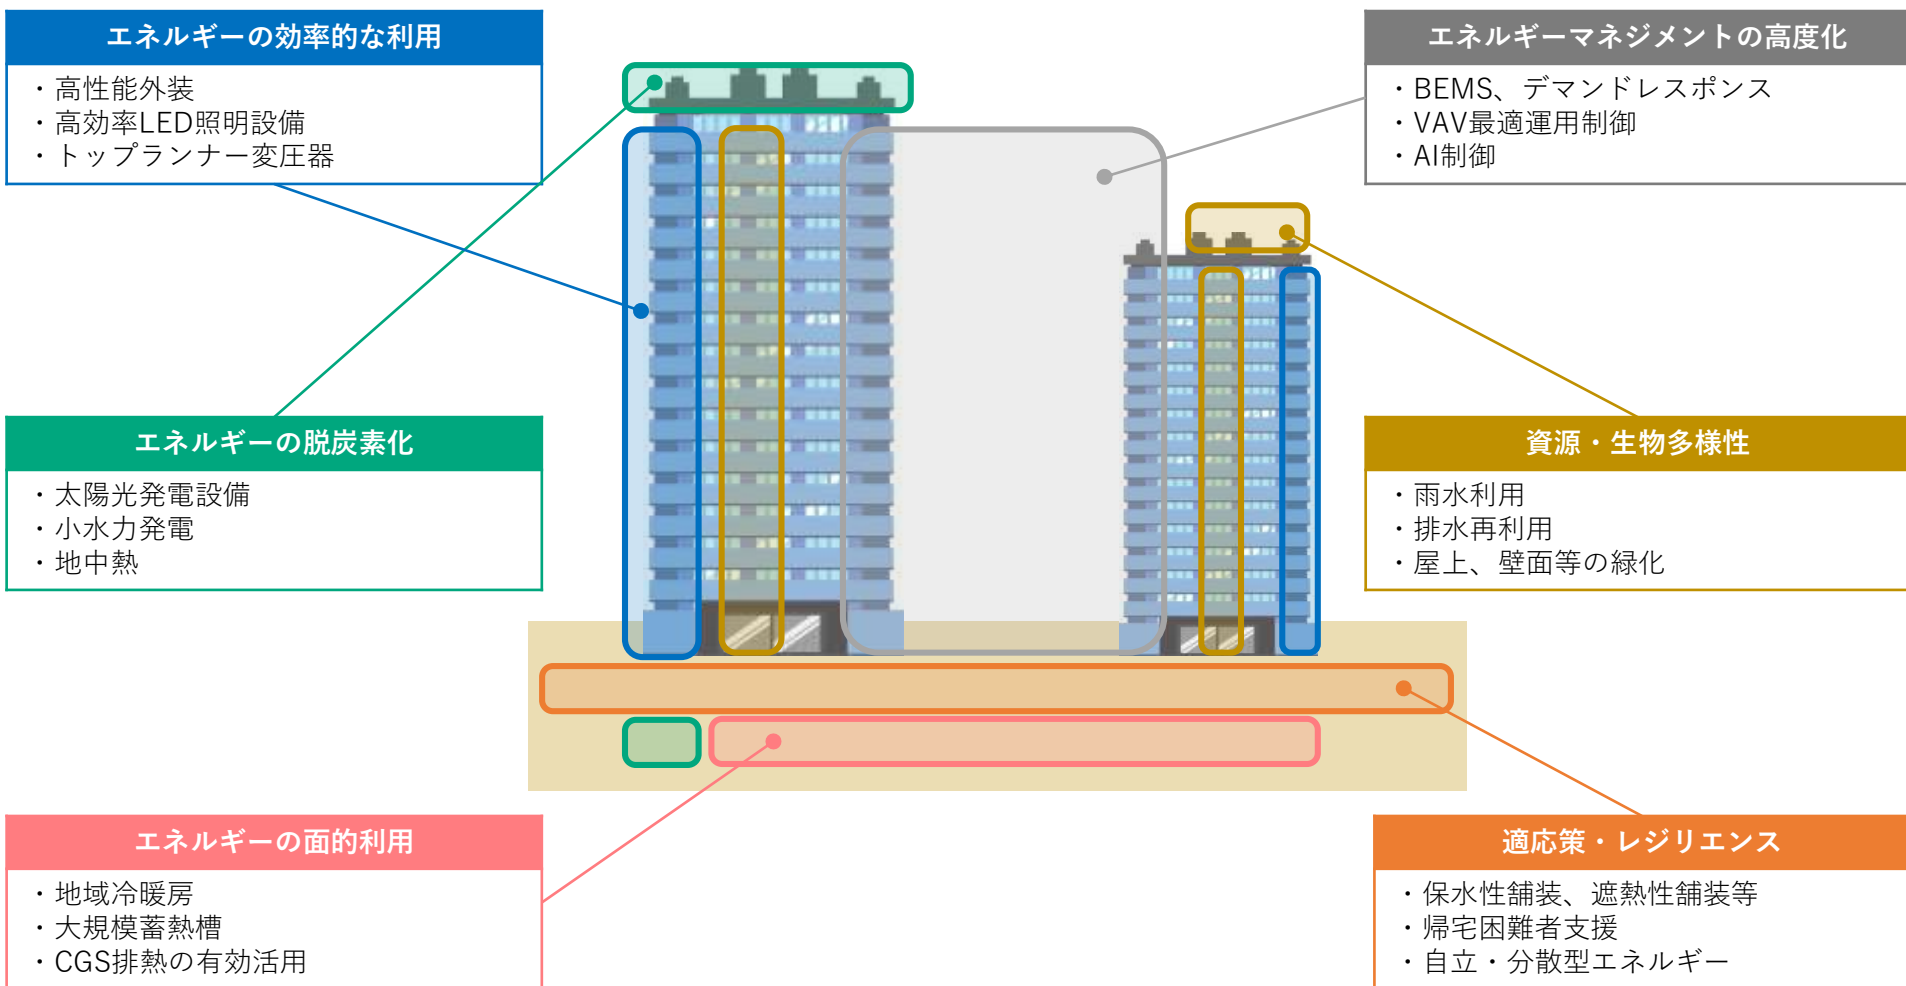 エネルギーの効率的な利用
・高性能外装
・高効率LED照明設備
・トップランナー変圧器
エネルギーマネジメントの高度化
・BEMS、デマンドレスポンス
・VAV最適運用制御
・AI制御
エネルギーの脱炭素化
・太陽光発電設備
・小水力発電
・地中熱
資源・生物多様性
・雨水利用
・排水再利用
・屋上、壁面等の緑化
エネルギーの面的利用
・地域冷暖房
・大規模蓄熱槽
・CGS排熱の有効活用
適応策・レジリエンス
・保水性舗装、遮熱性舗装等
・帰宅困難者支援
・自立・分散型エネルギー